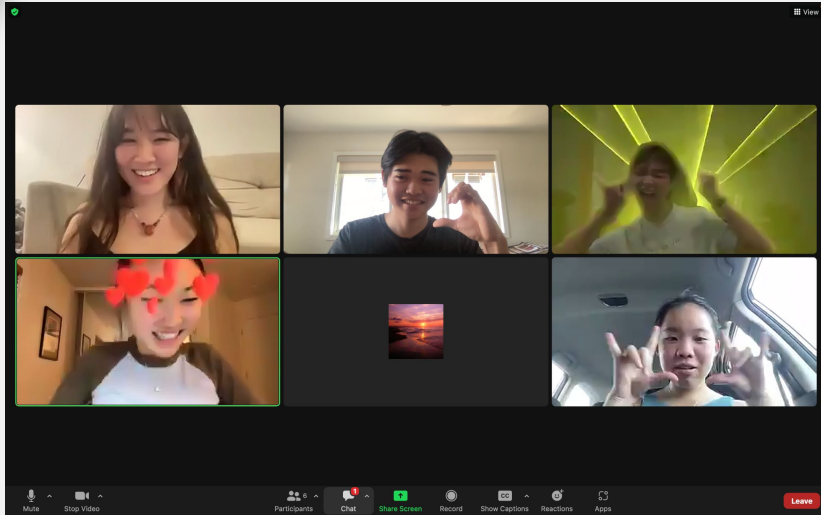 View
6
1
CC
Mute
Stop Video
Participants
Chat
Share Screen
Record
Show Captions
Reactions
Apps
Leave